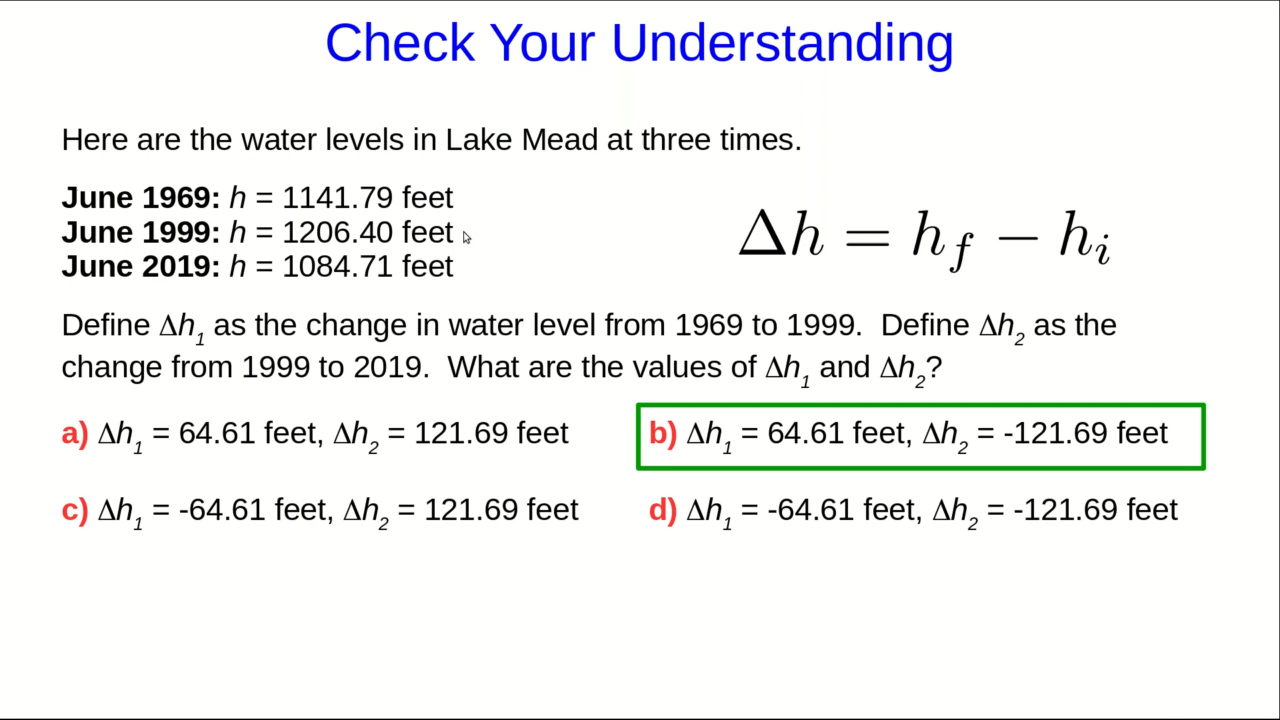 Check Your Understanding
Here are the water levels in Lake Mead at three times.
June 1969: h = 1141.79 feet
June 1999: h = 1206.40 feet
June 2019: h = 1084.71 feet
Δh = h_f − h_i
Define Δh_1 as the change in water level from 1969 to 1999. Define Δh_2 as the
change from 1999 to 2019. What are the values of Δh_1 and Δh_2?
a) Δh_1 = 64.61 feet, Δh_2 = 121.69 feet
b) Δh_1 = 64.61 feet, Δh_2 = -121.69 feet
c) Δh_1 = -64.61 feet, Δh_2 = 121.69 feet
d) Δh_1 = -64.61 feet, Δh_2 = -121.69 feet